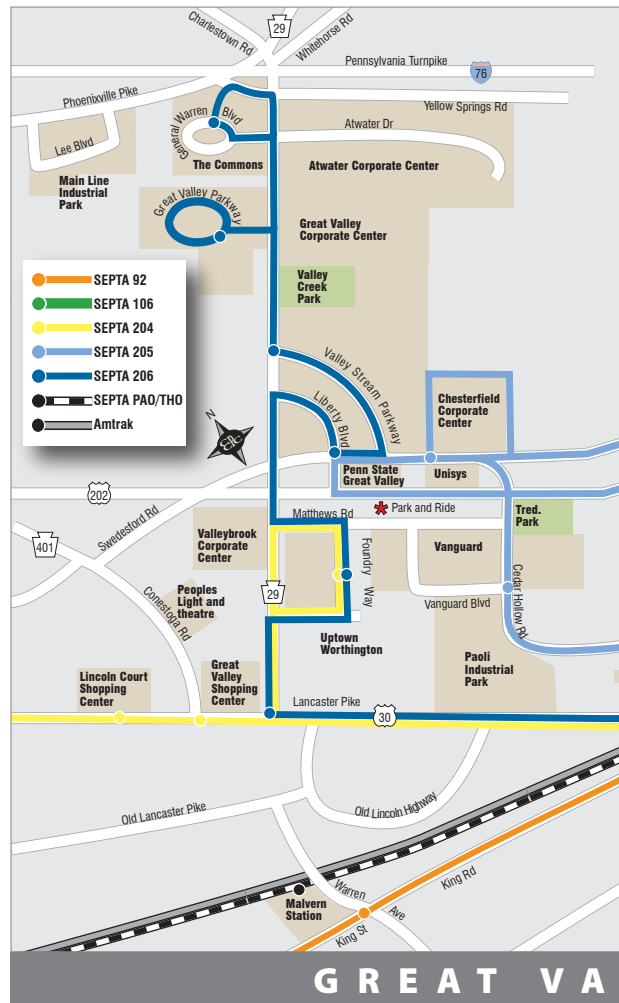 Charlestown Rd
29
Whitehorse Rd
Pennsylvania Turnpike
76
Phoenixville Pike
Yellow Springs Rd
General Warren
Blvd
Atwater Dr
Lee Blvd
The Commons
Atwater Corporate Center
Main Line
Industrial
Park
Great Valley Parkway
Great Valley
Corporate Center
SEPTA 92
SEPTA 106
SEPTA 204
SEPTA 205
SEPTA 206
SEPTA PAO/THO
Amtrak
Valley
Creek
Park
Valley Stream Parkway
Liberty Blvd
Chesterfield
Corporate
Center
N
Penn State
Great Valley
Unisys
202
Swedesford Rd
Matthews Rd
Park and Ride
Tred.
Park
401
Valleybrook
Corporate
Center
Foundry Way
Vanguard
Cedar Hollow Rd
Conestoga Rd
Peoples
Light and
theatre
29
Vanguard Blvd
Uptown
Worthington
Paoli
Industrial
Park
Lincoln Court
Shopping
Center
Great
Valley
Shopping
Center
Lancaster Pike
30
Old Lancaster Pike
Old Lincoln Highway
Warren
Ave
King Rd
Malvern
Station
King St
GREAT VA